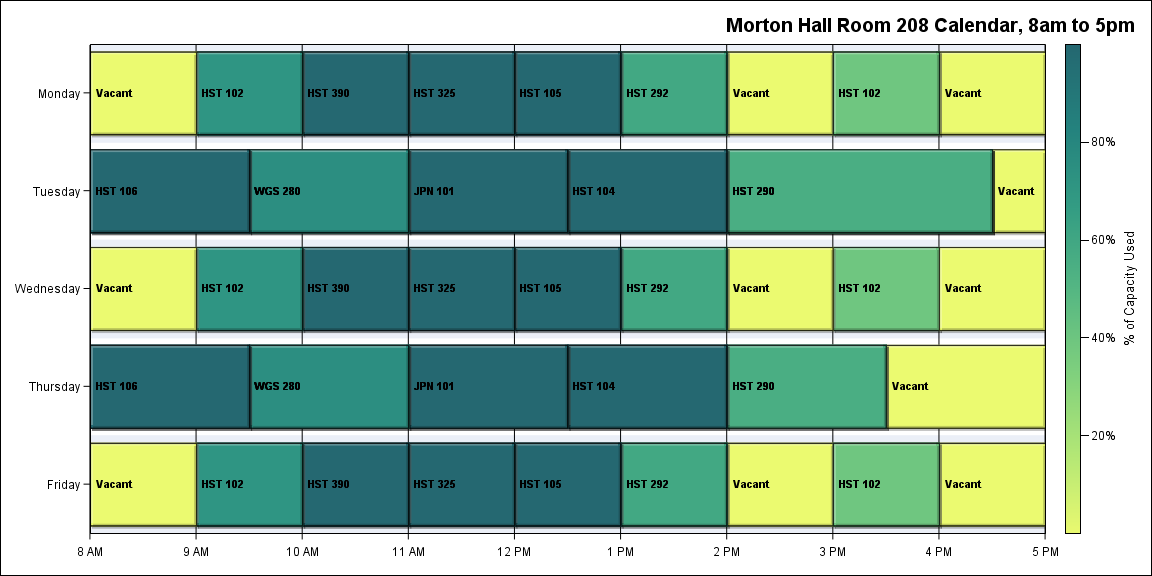 Morton Hall Room 208 Calendar, 8am to 5pm
Monday
Vacant
HST 102
HST 390
HST 325
HST 105
HST 292
Vacant
HST 102
Vacant
Tuesday
HST 106
WGS 280
JPN 101
HST 104
HST 290
Vacant
Wednesday
Vacant
HST 102
HST 390
HST 325
HST 105
HST 292
Vacant
HST 102
Vacant
Thursday
HST 106
WGS 280
JPN 101
HST 104
HST 290
Vacant
Friday
Vacant
HST 102
HST 390
HST 325
HST 105
HST 292
Vacant
HST 102
Vacant
8 AM
9 AM
10 AM
11 AM
12 PM
1 PM
2 PM
3 PM
4 PM
5 PM
80%
60%
40%
20%
% of Capacity Used